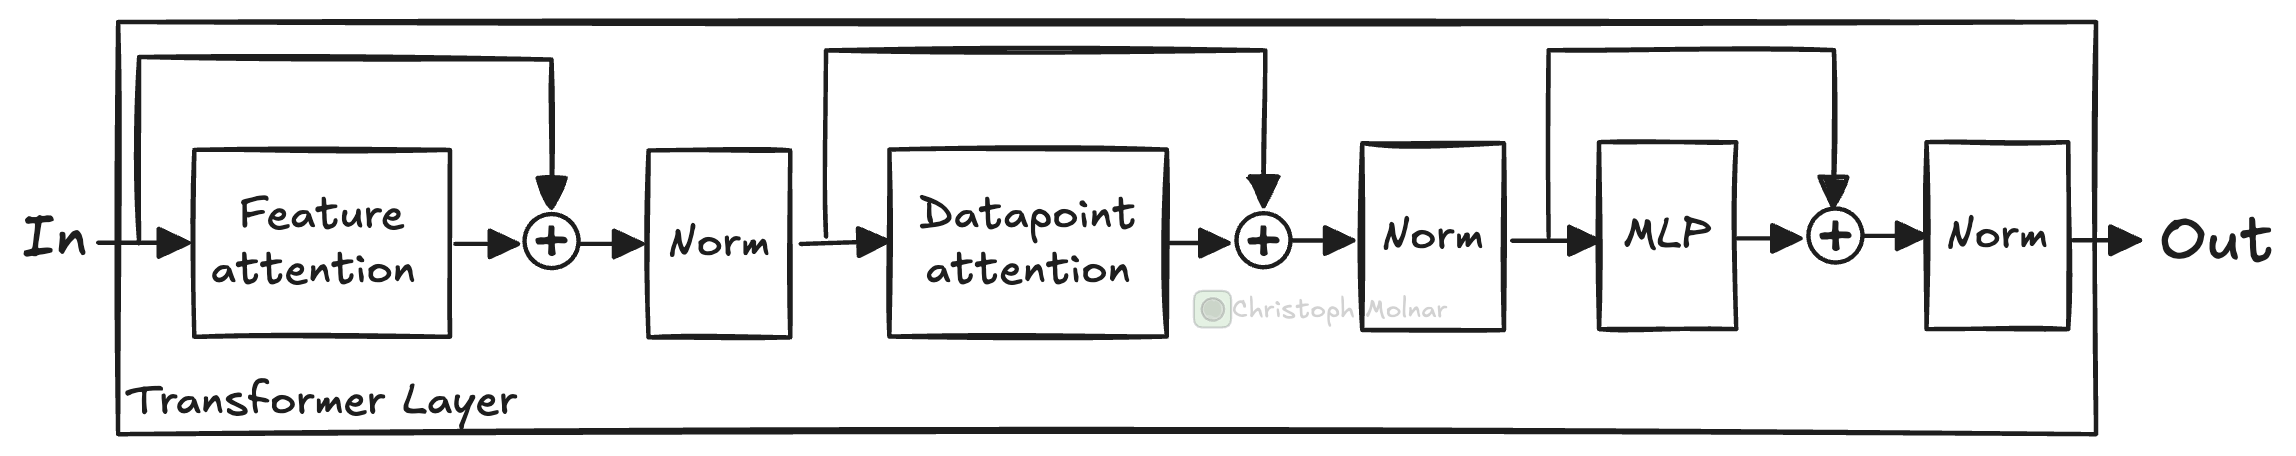 In
Feature
attention
+
Norm
Datapoint
attention
+
Norm
MLP
+
Norm
Out
Christoph Molnar
Transformer Layer